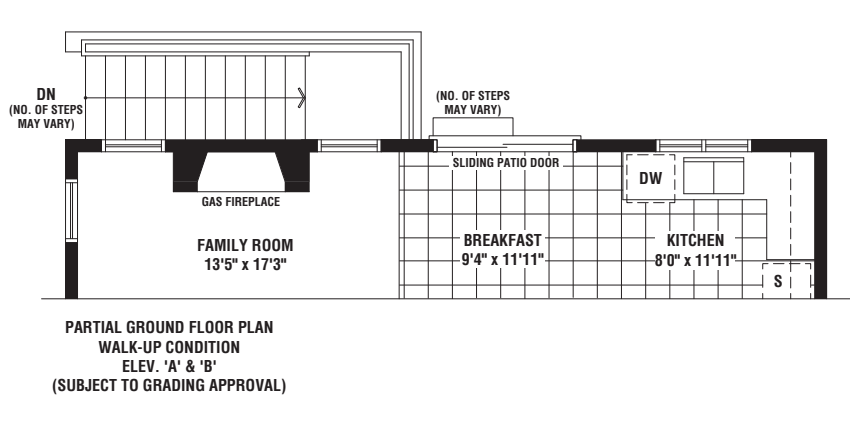 DN
(NO. OF STEPS
MAY VARY)
(NO. OF STEPS
MAY VARY)
SLIDING PATIO DOOR
DW
GAS FIREPLACE
FAMILY ROOM
13'5" x 17'3"
BREAKFAST
9'4" x 11'11"
KITCHEN
8'0" x 11'11"
S
PARTIAL GROUND FLOOR PLAN
WALK-UP CONDITION
ELEV. 'A' & 'B'
(SUBJECT TO GRADING APPROVAL)